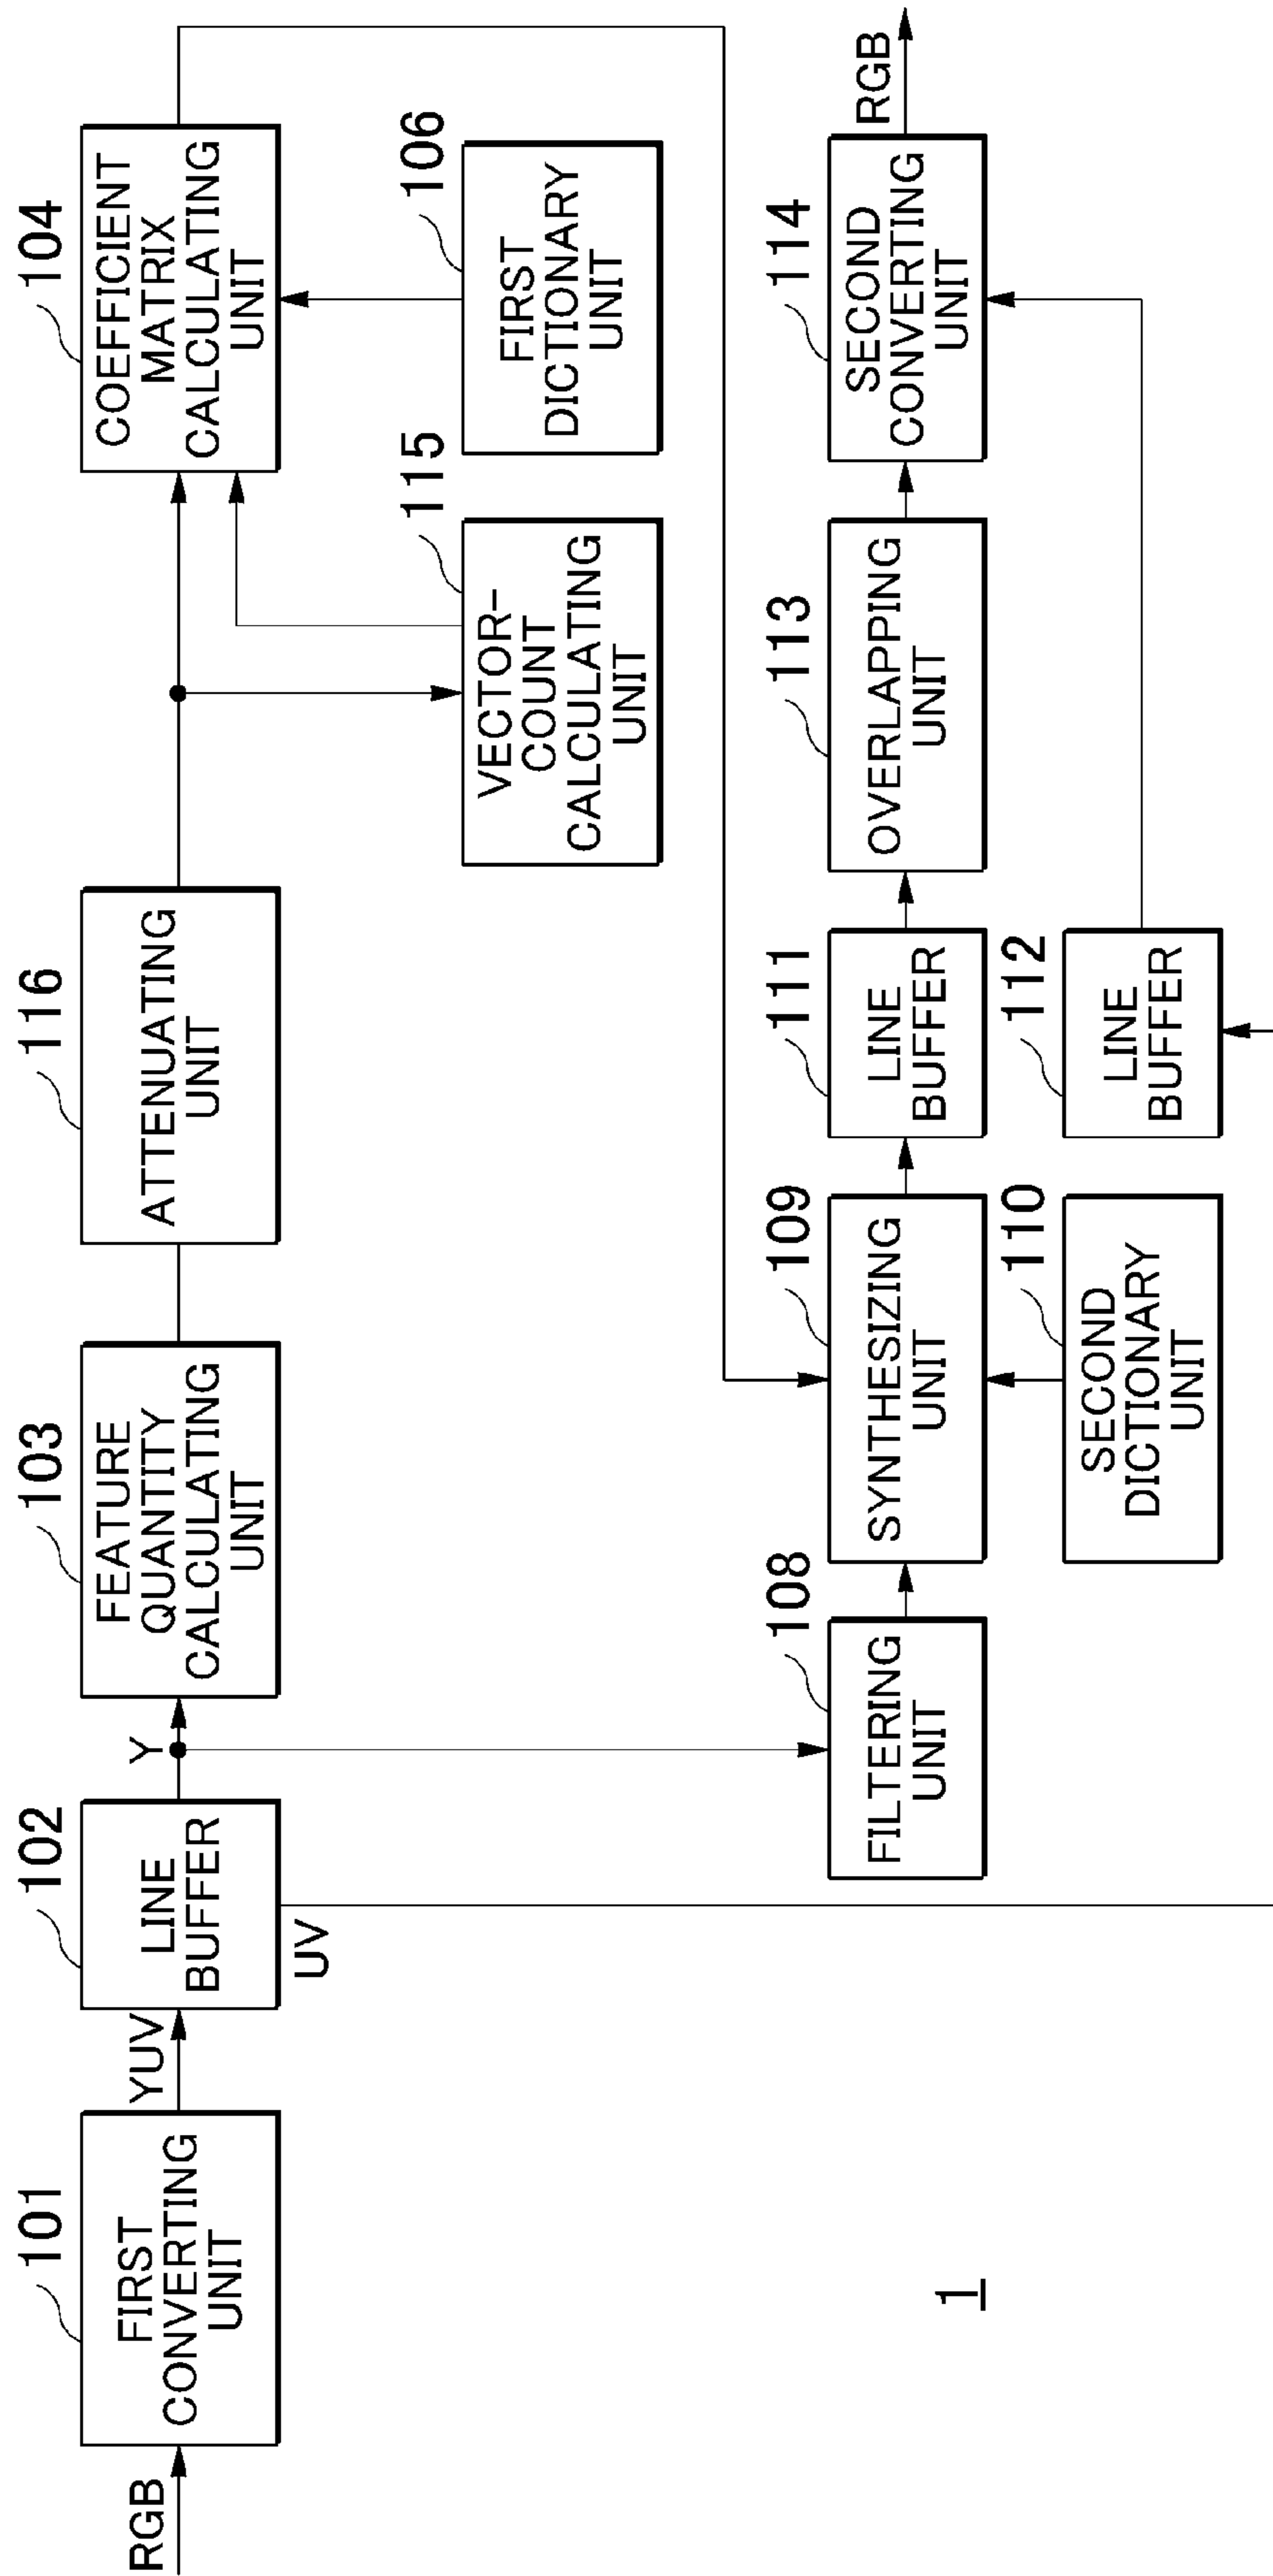 RGB
101
FIRST
CONVERTING
UNIT
YUV
102
LINE
BUFFER
UV
Y
103
FEATURE
QUANTITY
CALCULATING
UNIT
116
ATTENUATING
UNIT
104
COEFFICIENT
MATRIX
CALCULATING
UNIT
115
VECTOR-
COUNT
CALCULATING
UNIT
106
FIRST
DICTIONARY
UNIT
108
FILTERING
UNIT
109
SYNTHESIZING
UNIT
111
LINE
BUFFER
113
OVERLAPPING
UNIT
114
SECOND
CONVERTING
UNIT
RGB
110
SECOND
DICTIONARY
UNIT
112
LINE
BUFFER
1